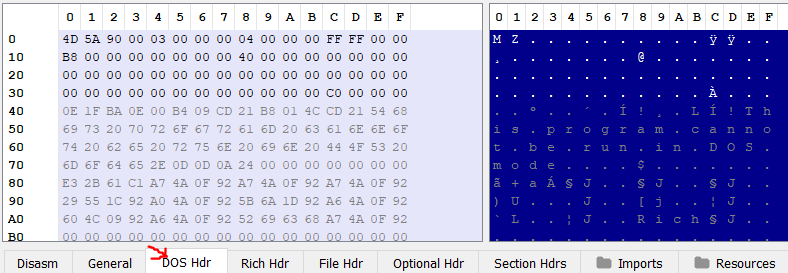 0 1 2 3 4 5 6 7 8 9 A B C D E F 0 1 2 3 4 5 6 7 8 9 A B C D E F
0 4D 5A 90 00 03 00 00 00 04 00 00 00 FF FF 00 00 M Z . . . . . . . . . . ÿ ÿ . .
10 B8 00 00 00 00 00 00 00 40 00 00 00 00 00 00 00 ¸ . . . . . . . @ . . . . . . .
20 00 00 00 00 00 00 00 00 00 00 00 00 00 00 00 00 . . . . . . . . . . . . . . . .
30 00 00 00 00 00 00 00 00 00 00 00 00 C0 00 00 00 . . . . . . . . . . . . À . . .
40 0E 1F BA 0E 00 B4 09 CD 21 B8 01 4C CD 21 54 68 . . º . . ´ . Í ! ¸ . L Í ! T h
50 69 73 20 70 72 6F 67 72 61 6D 20 63 61 6E 6E 6F i s . p r o g r a m . c a n n o
60 74 20 62 65 20 72 75 6E 20 69 6E 20 44 4F 53 20 t . b e . r u n . i n . D O S .
70 6D 6F 64 65 2E 0D 0D 0A 24 00 00 00 00 00 00 00 m o d e . . . . $ . . . . . . .
80 E3 2B 61 C1 A7 4A 0F 92 A7 4A 0F 92 A7 4A 0F 92 ã + a Á § J . . § J . . § J . .
90 29 55 1C 92 A0 4A 0F 92 5B 6A 1D 92 A6 4A 0F 92 ) U . . . J . . [ j . . ¦ J . .
A0 60 4C 09 92 A6 4A 0F 92 52 69 63 68 A7 4A 0F 92 ` L . . ¦ J . . R i c h § J . .
B0 00 00 00 00 00 00 00 00 00 00 00 00 00 00 00 00 . . . . . . . . . . . . . . . .
Disasm General DOS Hdr Rich Hdr File Hdr Optional Hdr Section Hdrs Imports Resources